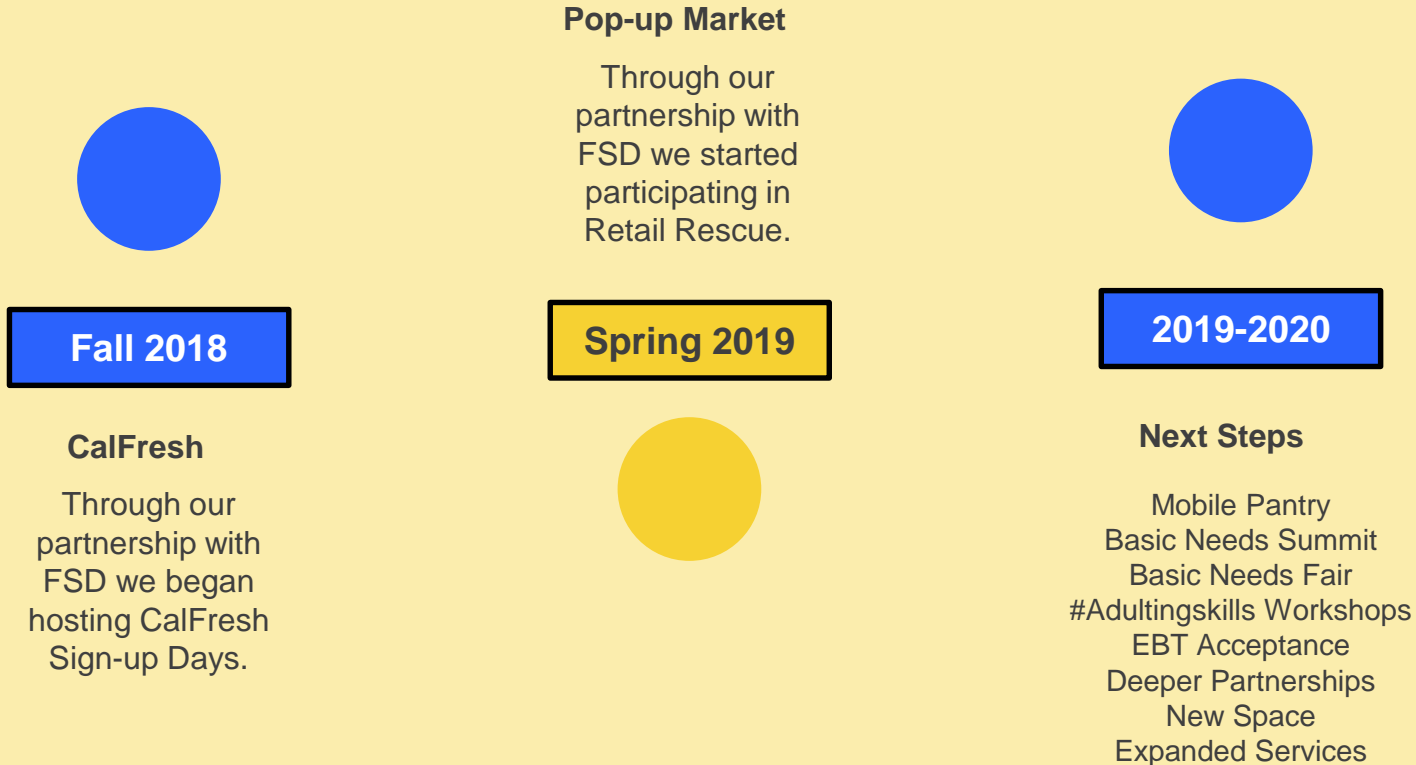 Fall 2018
CalFresh
Through our
partnership with
FSD we began
hosting CalFresh
Sign-up Days.
Pop-up Market
Through our
partnership with
FSD we started
participating in
Retail Rescue.
Spring 2019
2019-2020
Next Steps
Mobile Pantry
Basic Needs Summit
Basic Needs Fair
#Adultingskills Workshops
EBT Acceptance
Deeper Partnerships
New Space
Expanded Services